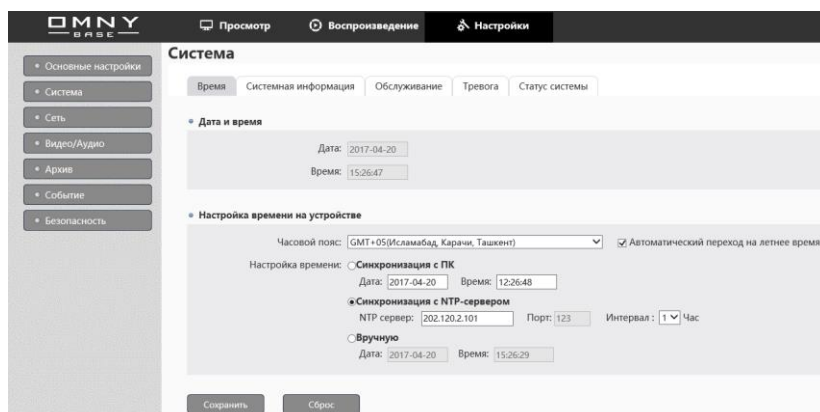 OMNY
BASE
Просмотр Воспроизведение Настройки
Система
Основные настройки
Система
Сеть
Видео/Аудио
Архив
Событие
Безопасность
Время Системная информация Обслуживание Тревога Статус системы
Дата и время
Дата: 2017-04-20
Время: 15:26:47
Настройка времени на устройстве
Часовой пояс: GMT+05(Исламабад, Карачи, Ташкент) Автоматический переход на летнее время
Настройка времени: Синхронизация с ПК
Дата: 2017-04-20 Время: 12:26:48
Синхронизация с NTP-сервером
NTP сервер: 202.120.2.101 Порт: 123 Интервал : 1 Час
Вручную
Дата: 2017-04-20 Время: 15:26:29
Сохранить Сброс